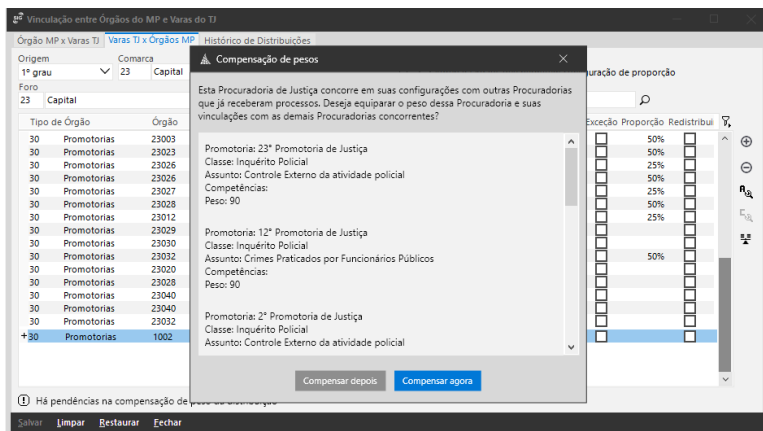 Vinculação entre Órgãos do MP e Varas do TJ
Órgão MP x Varas TJ Varas TJ x Órgãos MP Histórico de Distribuições
Origem Comarca
1º grau 23 Capital
uração de proporção
Foro
23 Capital
Tipo de Órgão Órgão Exceção Proporção Redistribui
30 Promotorias 23003 50%
30 Promotorias 23023 50%
30 Promotorias 23026 25%
30 Promotorias 23026 50%
30 Promotorias 23027 25%
30 Promotorias 23028 50%
30 Promotorias 23012 25%
30 Promotorias 23029
30 Promotorias 23030
30 Promotorias 23032 50%
30 Promotorias 23020
30 Promotorias 23028
30 Promotorias 23040
30 Promotorias 23040
30 Promotorias 23032
+30 Promotorias 1002
Compensação de pesos
Esta Procuradoria de Justiça concorre em suas configurações com outras Procuradorias
que já receberam processos. Deseja equiparar o peso dessa Procuradoria e suas
vinculações com as demais Procuradorias concorrentes?
Promotoria: 23° Promotoria de Justiça
Classe: Inquérito Policial
Assunto: Controle Externo da atividade policial
Competências:
Peso: 90
Promotoria: 12° Promotoria de Justiça
Classe: Inquérito Policial
Assunto: Crimes Praticados por Funcionários Públicos
Competências:
Peso: 90
Promotoria: 2° Promotoria de Justiça
Classe: Inquérito Policial
Assunto: Controle Externo da atividade policial
Compensar depois Compensar agora
Há pendências na compensação de peso da distribuição
Salvar Limpar Restaurar Fechar